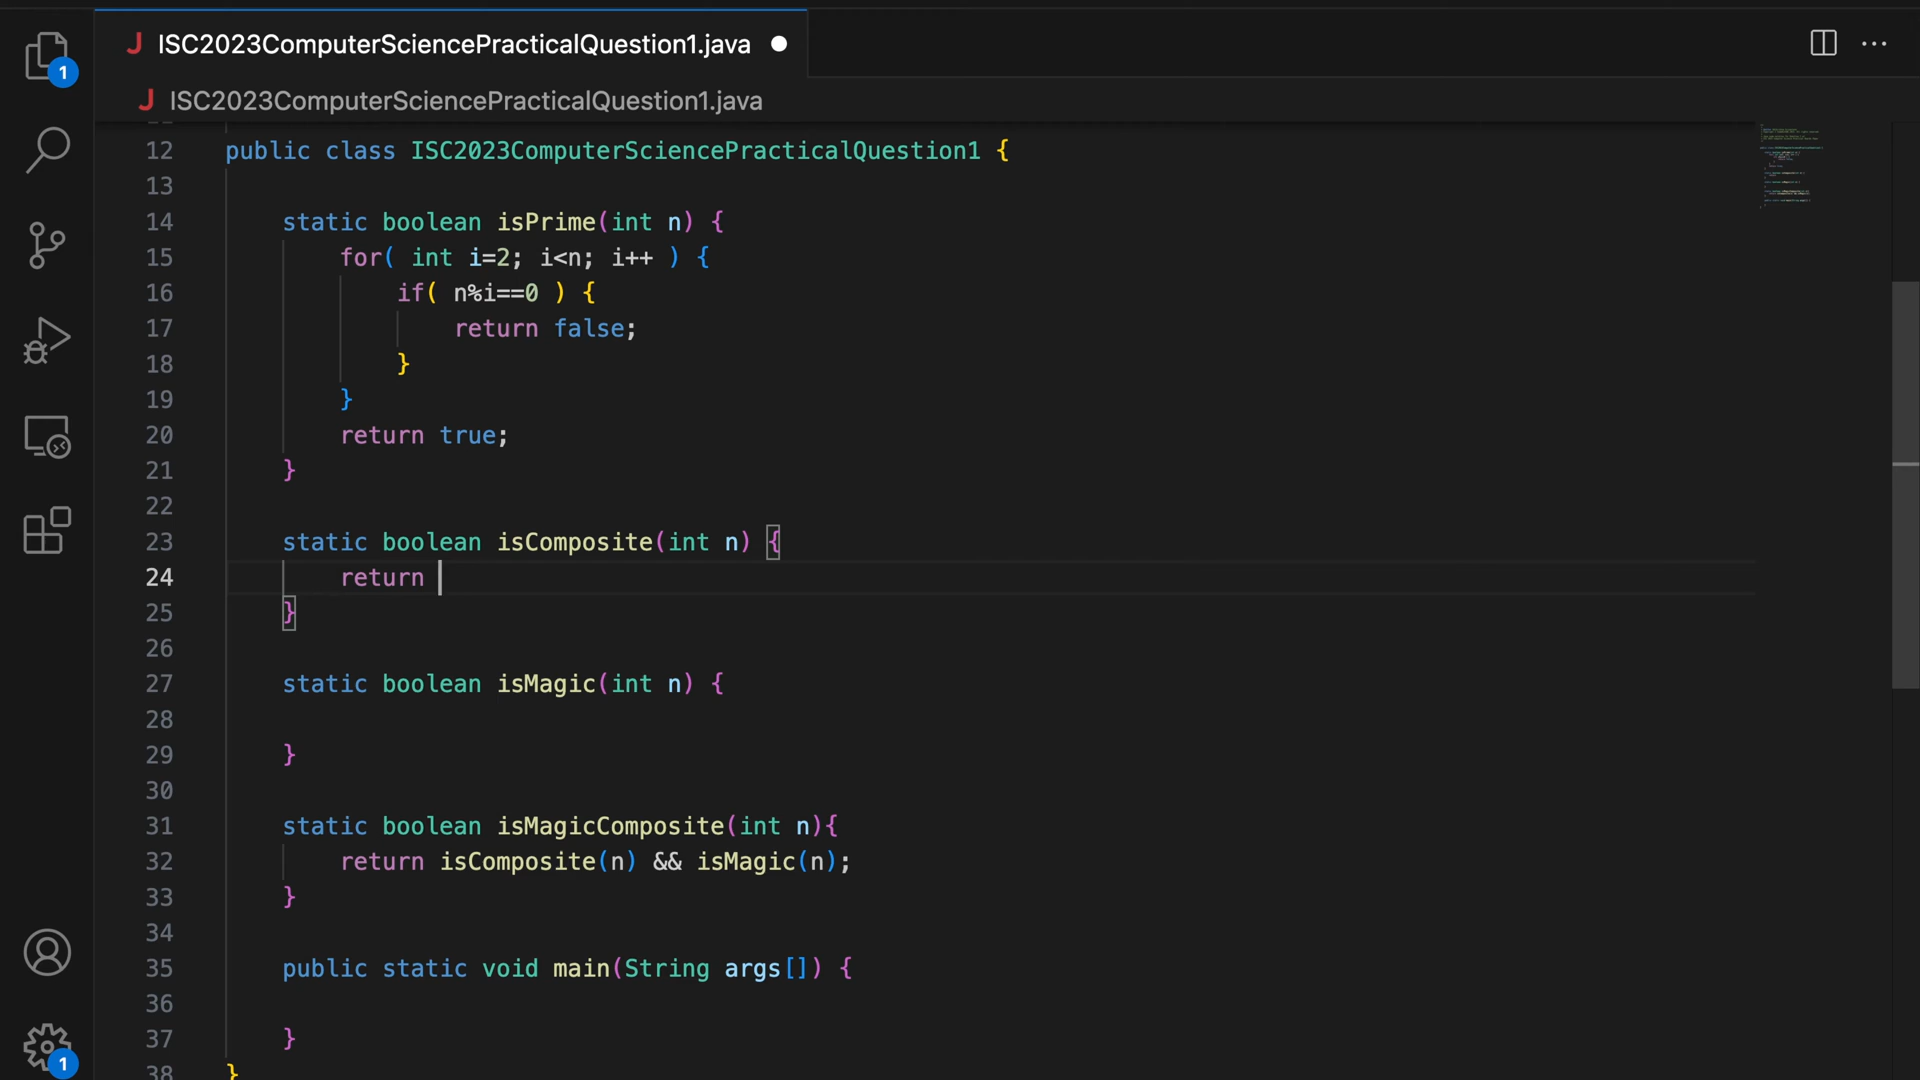 ISC2023ComputerSciencePracticalQuestion1.java
1
ISC2023ComputerSciencePracticalQuestion1.java
12 public class ISC2023ComputerSciencePracticalQuestion1 {
13
14 static boolean isPrime(int n) {
15 for( int i=2; i<n; i++ ) {
16 if( n%i==0 ) {
17 return false;
18 }
19 }
20 return true;
21 }
22
23 static boolean isComposite(int n) {
24 return
25 }
26
27 static boolean isMagic(int n) {
28
29 }
30
31 static boolean isMagicComposite(int n){
32 return isComposite(n) && isMagic(n);
33 }
34
35 public static void main(String args[]) {
36
37 }
38 }
1